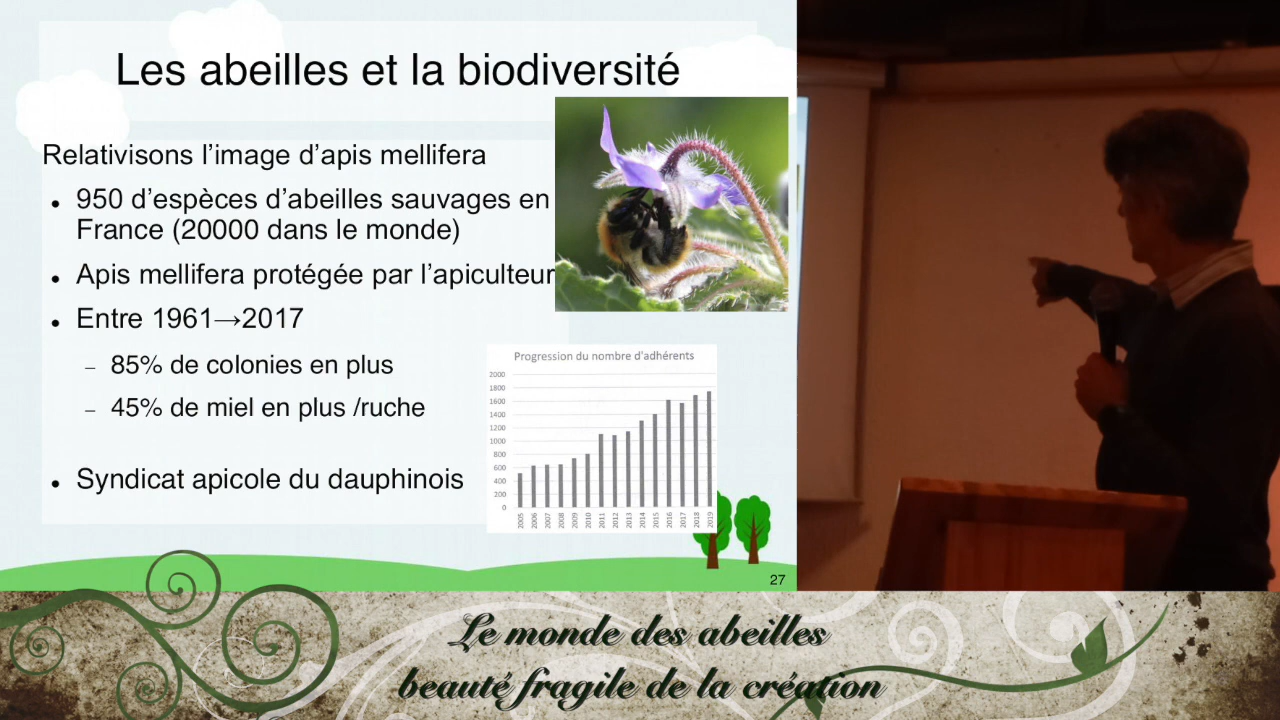 Les abeilles et la biodiversité
Relativisons l’image d’apis mellifera
• 950 d’espèces d’abeilles sauvages en
France (20000 dans le monde)
• Apis mellifera protégée par l’apiculteur
• Entre 1961→2017
– 85% de colonies en plus
– 45% de miel en plus /ruche
• Syndicat apicole du dauphinois
Progression du nombre d’adhérents
2000
1800
1600
1400
1200
1000
800
600
400
200
0
2005 2006 2007 2008 2009 2010 2011 2012 2013 2014 2015 2016 2017 2018 2019
27
Le monde des abeilles
beauté fragile de la création